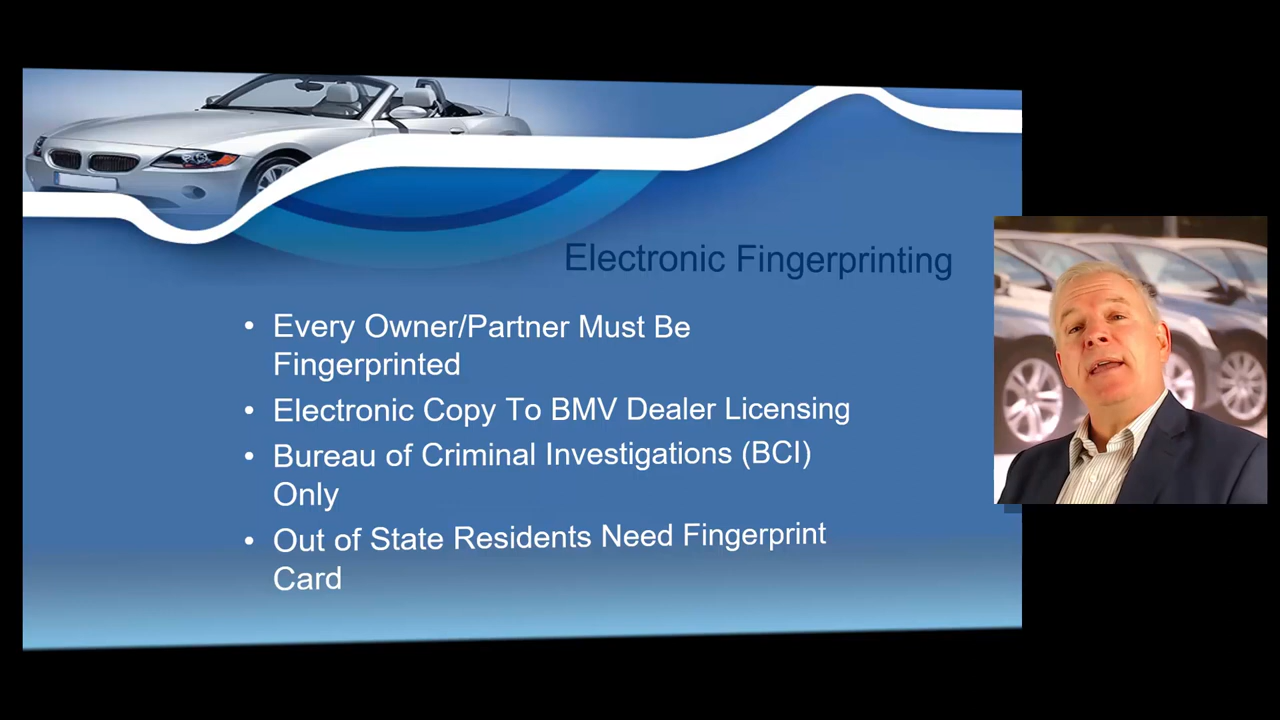 Electronic Fingerprinting
• Every Owner/Partner Must Be
Fingerprinted
• Electronic Copy To BMV Dealer Licensing
• Bureau of Criminal Investigations (BCI)
Only
• Out of State Residents Need Fingerprint
Card